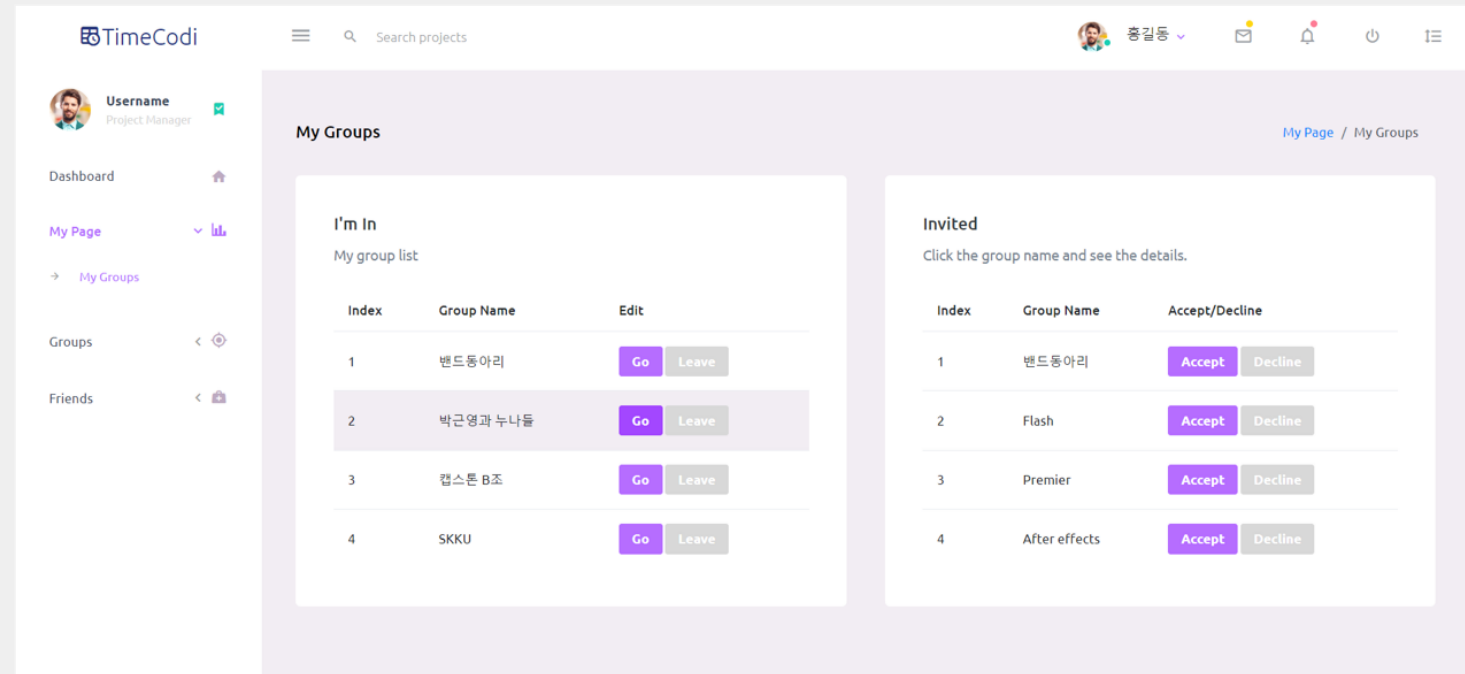 TimeCodi
Search projects
홍길동
Username
Project Manager
Dashboard
My Page
My Groups
Groups
Friends
My Groups
My Page / My Groups
I'm In
My group list
Index Group Name Edit
1 밴드동아리 Go Leave
2 박근영과 누나들 Go Leave
3 캡스톤 B조 Go Leave
4 SKKU Go Leave
Invited
Click the group name and see the details.
Index Group Name Accept/Decline
1 밴드동아리 Accept Decline
2 Flash Accept Decline
3 Premier Accept Decline
4 After effects Accept Decline